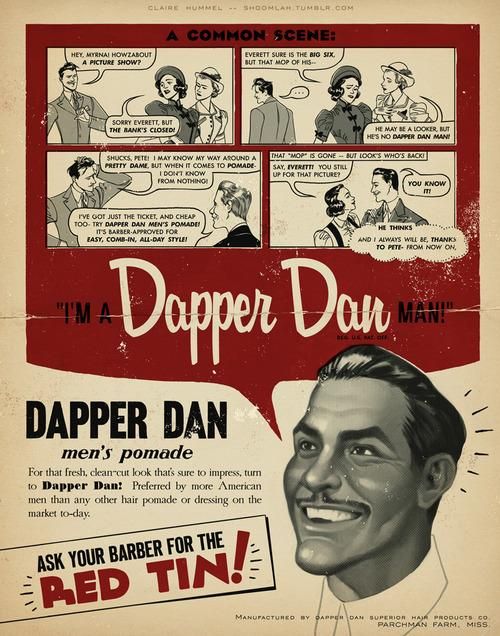 CLAIRE HUMMEL -- SHOOMLAH.TUMBLR.COM
A COMMON SCENE:
HEY, MYRNA! HOWZABOUT
A PICTURE SHOW?
SORRY EVERETT, BUT
THE BANK'S CLOSED!
EVERETT SURE IS THE BIG SIX,
BUT THAT MOP OF HIS--
...
HE MAY BE A LOOKER, BUT
HE'S NO DAPPER DAN MAN!
SHUCKS, PETE! I MAY KNOW MY WAY AROUND A
PRETTY DAME, BUT WHEN IT COMES TO POMADE-
I DON'T KNOW
FROM NOTHING!
I'VE GOT JUST THE TICKET, AND CHEAP
TOO- TRY DAPPER DAN MEN'S POMADE!
IT'S BARBER-APPROVED FOR
EASY, COMB-IN, ALL-DAY STYLE!
THAT "MOP" IS GONE -- BUT LOOK'S WHO'S BACK!
SAY, EVERETT! YOU STILL
UP FOR THAT PICTURE?
YOU KNOW
IT!
HE THINKS
AND I ALWAYS WILL BE, THANKS
TO PETE- FROM NOW ON,
"I'M A Dapper Dan MAN!"
REG. U.S. PAT. OFF.
DAPPER DAN
men's pomade
For that fresh, clean-cut look that's sure to impress, turn
to Dapper Dan! Preferred by more American
men than any other hair pomade or dressing on the
market to-day.
ASK YOUR BARBER FOR THE
RED TIN!
MANUFACTURED BY DAPPER DAN SUPERIOR HAIR PRODUCTS CO.
PARCHMAN FARM, MISS.